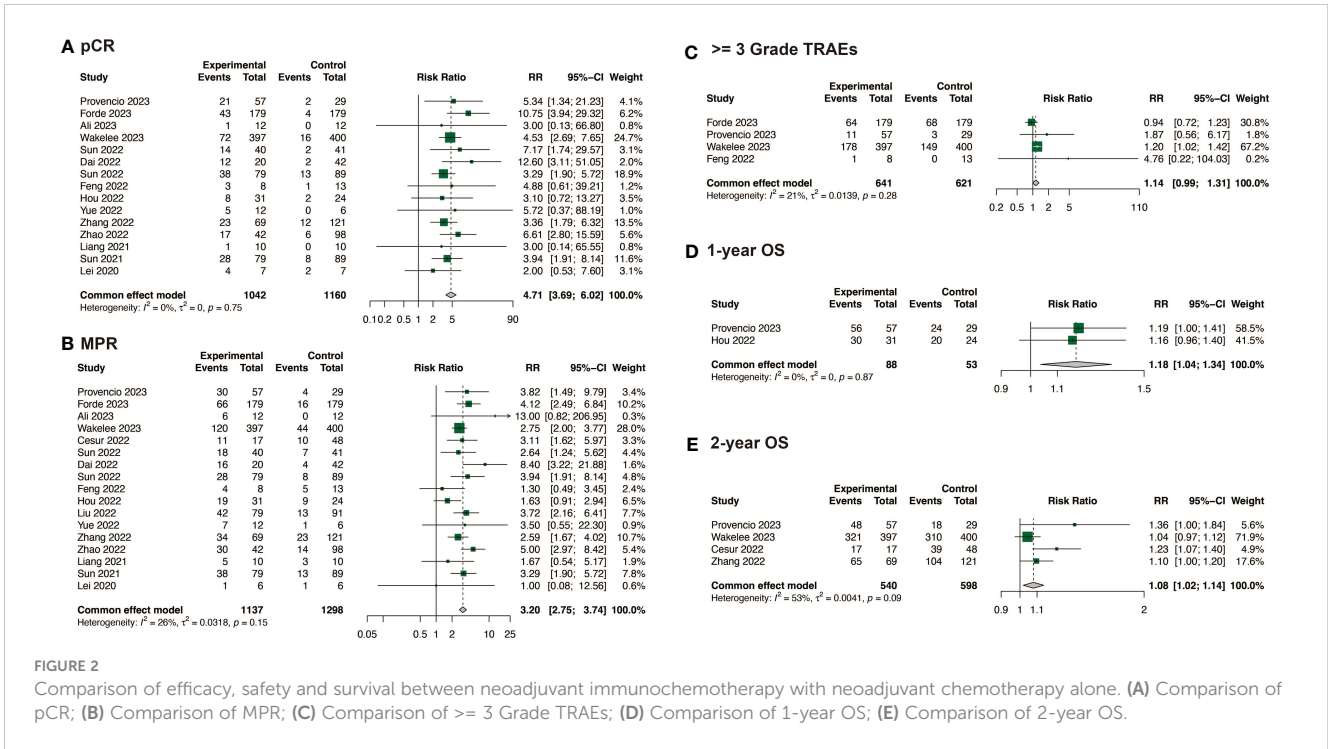 A pCR
Experimental Control
Study Events Total Events Total Risk Ratio RR 95%−CI Weight
Provencio 2023 21 57 2 29 5.34 [1.34; 21.23] 4.1%
Forde 2023 43 179 4 179 10.75 [3.94; 29.32] 6.2%
Ali 2023 1 12 0 12 3.00 [0.13; 66.80] 0.8%
Wakelee 2023 72 397 16 400 4.53 [2.69; 7.65] 24.7%
Sun 2022 14 40 2 41 7.17 [1.74; 29.57] 3.1%
Dai 2022 12 20 2 42 12.60 [3.11; 51.05] 2.0%
Sun 2022 38 79 13 89 3.29 [1.90; 5.72] 18.9%
Feng 2022 3 8 1 13 4.88 [0.61; 39.21] 1.2%
Hou 2022 8 31 2 24 3.10 [0.72; 13.27] 3.5%
Yue 2022 5 12 0 6 5.72 [0.37; 88.19] 1.0%
Zhang 2022 23 69 12 121 3.36 [1.79; 6.32] 13.5%
Zhao 2022 17 42 6 98 6.61 [2.80; 15.59] 5.6%
Liang 2021 1 10 0 10 3.00 [0.14; 65.55] 0.8%
Sun 2021 28 79 8 89 3.94 [1.91; 8.14] 11.6%
Lei 2020 4 7 2 7 2.00 [0.53; 7.60] 3.1%
Common effect model 1042 1160 4.71 [3.69; 6.02] 100.0%
Heterogeneity: I² = 0%, τ² = 0, p = 0.75
0.1 0.2 0.5 1 2 5 90
B MPR
Experimental Control
Study Events Total Events Total Risk Ratio RR 95%−CI Weight
Provencio 2023 30 57 4 29 3.82 [1.49; 9.79] 3.4%
Forde 2023 66 179 16 179 4.12 [2.49; 6.84] 10.2%
Ali 2023 6 12 0 12 13.00 [0.82; 206.95] 0.3%
Wakelee 2023 120 397 44 400 2.75 [2.00; 3.77] 28.0%
Cesur 2022 11 17 10 48 3.11 [1.62; 5.97] 3.3%
Sun 2022 18 40 7 41 2.64 [1.24; 5.62] 4.4%
Dai 2022 16 20 4 42 8.40 [3.22; 21.88] 1.6%
Sun 2022 28 79 8 89 3.94 [1.91; 8.14] 4.8%
Feng 2022 4 8 5 13 1.30 [0.49; 3.45] 2.4%
Hou 2022 19 31 9 24 1.63 [0.91; 2.94] 6.5%
Liu 2022 42 79 13 91 3.72 [2.16; 6.41] 7.7%
Yue 2022 7 12 1 6 3.50 [0.55; 22.30] 0.9%
Zhang 2022 34 69 23 121 2.59 [1.67; 4.02] 10.7%
Zhao 2022 30 42 14 98 5.00 [2.97; 8.42] 5.4%
Liang 2021 5 10 3 10 1.67 [0.54; 5.17] 1.9%
Sun 2021 38 79 13 89 3.29 [1.90; 5.72] 7.8%
Lei 2020 1 6 1 6 1.00 [0.08; 12.56] 0.6%
Common effect model 1137 1298 3.20 [2.75; 3.74] 100.0%
Heterogeneity: I² = 26%, τ² = 0.0318, p = 0.15
0.05 0.5 1 2 10 25
C >= 3 Grade TRAEs
Experimental Control
Study Events Total Events Total Risk Ratio RR 95%−CI Weight
Forde 2023 64 179 68 179 0.94 [0.72; 1.23] 30.8%
Provencio 2023 11 57 3 29 1.87 [0.56; 6.17] 1.8%
Wakelee 2023 178 397 149 400 1.20 [1.02; 1.42] 67.2%
Feng 2022 1 8 0 13 4.76 [0.22; 104.03] 0.2%
Common effect model 641 621 1.14 [0.99; 1.31] 100.0%
Heterogeneity: I² = 21%, τ² = 0.0139, p = 0.28
0.2 0.5 1 2 5 110
D 1-year OS
Experimental Control
Study Events Total Events Total Risk Ratio RR 95%−CI Weight
Provencio 2023 56 57 24 29 1.19 [1.00; 1.41] 58.5%
Hou 2022 30 31 20 24 1.16 [0.96; 1.40] 41.5%
Common effect model 88 53 1.18 [1.04; 1.34] 100.0%
Heterogeneity: I² = 0%, τ² = 0, p = 0.87
0.9 1 1.1 1.5
E 2-year OS
Experimental Control
Study Events Total Events Total Risk Ratio RR 95%−CI Weight
Provencio 2023 48 57 18 29 1.36 [1.00; 1.84] 5.6%
Wakelee 2023 321 397 310 400 1.04 [0.97; 1.12] 71.9%
Cesur 2022 17 17 39 48 1.23 [1.07; 1.40] 4.9%
Zhang 2022 65 69 104 121 1.10 [1.00; 1.20] 17.6%
Common effect model 540 598 1.08 [1.02; 1.14] 100.0%
Heterogeneity: I² = 53%, τ² = 0.0041, p = 0.09
0.9 1 1.1 2
FIGURE 2
Comparison of efficacy, safety and survival between neoadjuvant immunochemotherapy with neoadjuvant chemotherapy alone. (A) Comparison of
pCR; (B) Comparison of MPR; (C) Comparison of >= 3 Grade TRAEs; (D) Comparison of 1-year OS; (E) Comparison of 2-year OS.